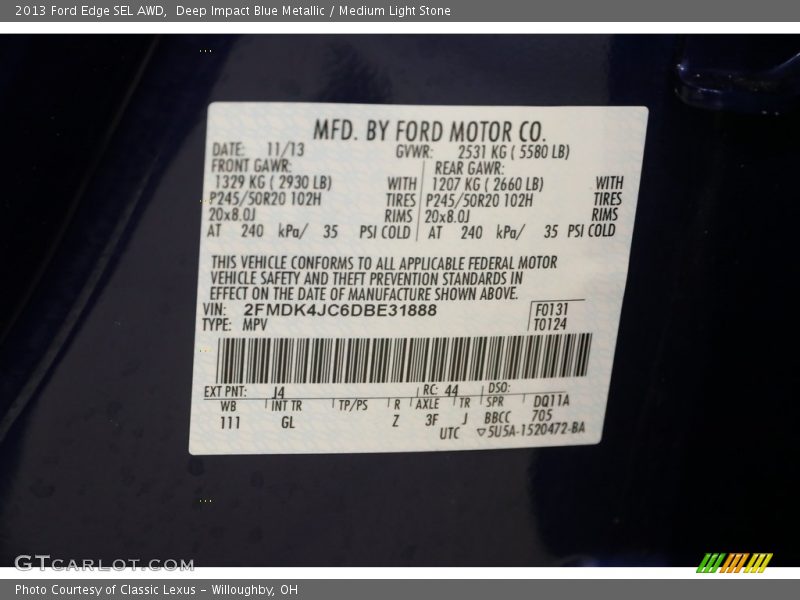 2013 Ford Edge SEL AWD,  Deep Impact Blue Metallic / Medium Light Stone
MFD. BY FORD MOTOR CO.
DATE: 11/13 GVWR: 2531 KG ( 5580 LB)
FRONT GAWR: REAR GAWR:
1329 KG ( 2930 LB) WITH 1207 KG ( 2660 LB) WITH
P245/50R20 102H TIRES P245/50R20 102H TIRES
20x8.0J RIMS 20x8.0J RIMS
AT 240 kPa/ 35 PSI COLD AT 240 kPa/ 35 PSI COLD
THIS VEHICLE CONFORMS TO ALL APPLICABLE FEDERAL MOTOR
VEHICLE SAFETY AND THEFT PREVENTION STANDARDS IN
EFFECT ON THE DATE OF MANUFACTURE SHOWN ABOVE.
VIN: 2FMDK4JC6DBE31888 F0131
TYPE: MPV T0124
EXT PNT: J4 RC: 44 DSO:
WB INT TR TP/PS R AXLE TR SPR DQ11A
111 GL Z 3F J BBCC 705
UTC ▽5U5A-1520472-BA
GTCARLOT.COM
Photo Courtesy of Classic Lexus - Willoughby, OH